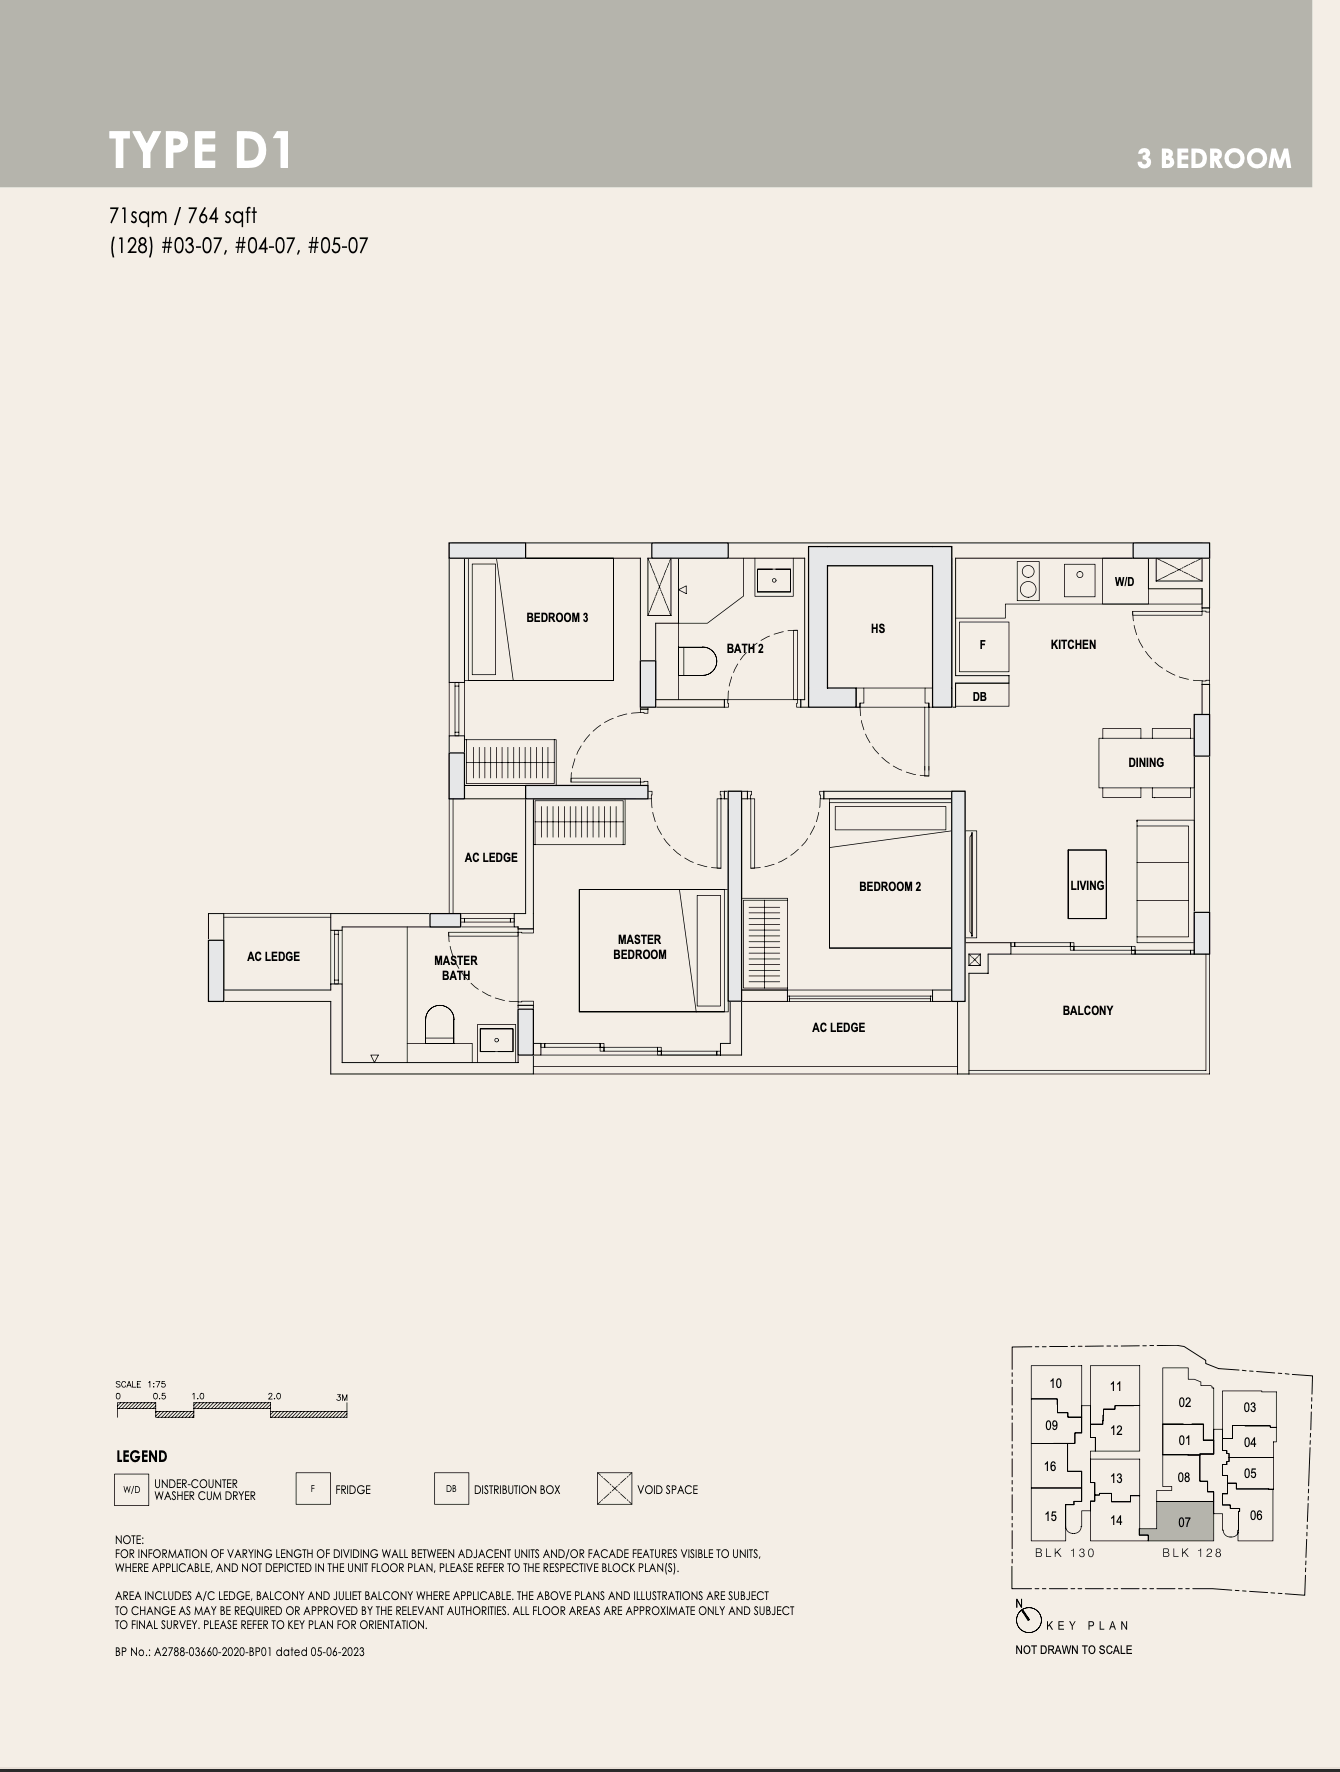 TYPE D1
3 BEDROOM
71sqm / 764 sqft
(128) #03-07, #04-07, #05-07
BEDROOM 3
BATH 2
HS
W/D
F
KITCHEN
DB
DINING
AC LEDGE
LIVING
BEDROOM 2
MASTER
BEDROOM
AC LEDGE
MASTER
BATH
AC LEDGE
BALCONY
SCALE 1:75
0 0.5 1.0 2.0 3M
LEGEND
W/D
UNDER-COUNTER
WASHER CUM DRYER
F
FRIDGE
DB
DISTRIBUTION BOX
VOID SPACE
NOTE:
FOR INFORMATION OF VARYING LENGTH OF DIVIDING WALL BETWEEN ADJACENT UNITS AND/OR FACADE FEATURES VISIBLE TO UNITS,
WHERE APPLICABLE, AND NOT DEPICTED IN THE UNIT FLOOR PLAN, PLEASE REFER TO THE RESPECTIVE BLOCK PLAN(S).
AREA INCLUDES A/C LEDGE, BALCONY AND JULIET BALCONY WHERE APPLICABLE. THE ABOVE PLANS AND ILLUSTRATIONS ARE SUBJECT
TO CHANGE AS MAY BE REQUIRED OR APPROVED BY THE RELEVANT AUTHORITIES. ALL FLOOR AREAS ARE APPROXIMATE ONLY AND SUBJECT
TO FINAL SURVEY. PLEASE REFER TO KEY PLAN FOR ORIENTATION.
BP No.: A2788-03660-2020-BP01 dated 05-06-2023
10 11 02 03
09 12 01 04
16 13 08 05
15 14 07 06
BLK 130
BLK 128
N
KEY PLAN
NOT DRAWN TO SCALE